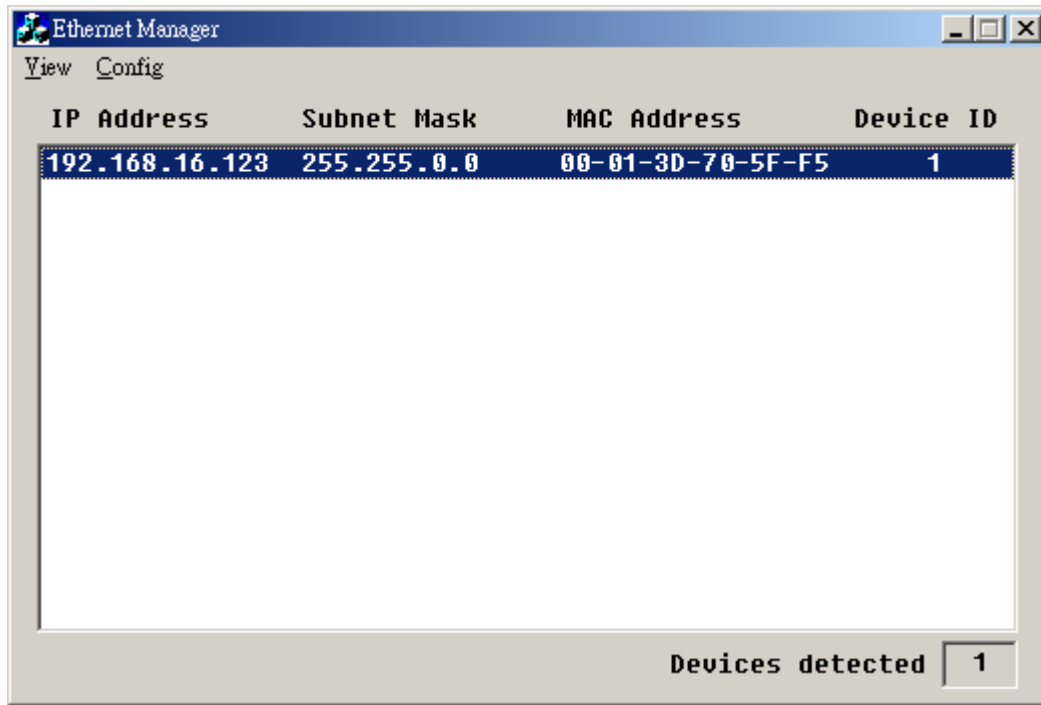 Ethernet Manager
View Config
IP Address Subnet Mask MAC Address Device ID
192.168.16.123 255.255.0.0 00-01-3D-70-5F-F5 1
Devices detected 1